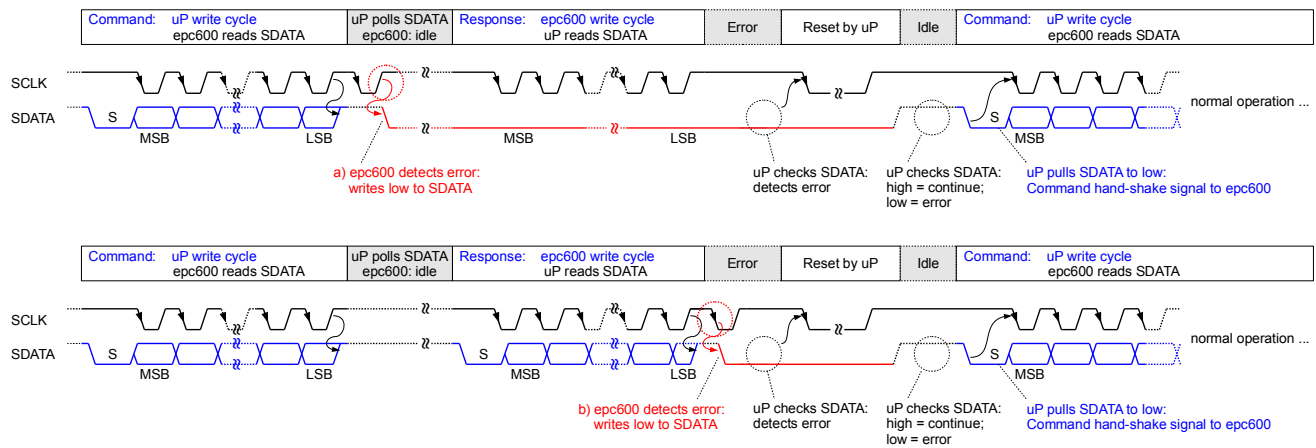 Command: uP write cycle
epc600 reads SDATA
uP polls SDATA
epc600: idle
Response: epc600 write cycle
uP reads SDATA
Error
Reset by uP
Idle
Command: uP write cycle
epc600 reads SDATA
SCLK
SDATA
S
MSB
LSB
MSB
LSB
S
MSB
normal operation ...
a) epc600 detects error:
writes low to SDATA
uP checks SDATA:
detects error
uP checks SDATA:
high = continue;
low = error
uP pulls SDATA to low:
Command hand-shake signal to epc600
Command: uP write cycle
epc600 reads SDATA
uP polls SDATA
epc600: idle
Response: epc600 write cycle
uP reads SDATA
Error
Reset by uP
Idle
Command: uP write cycle
epc600 reads SDATA
SCLK
SDATA
S
MSB
LSB
S
MSB
LSB
S
MSB
normal operation ...
b) epc600 detects error:
writes low to SDATA
uP checks SDATA:
detects error
uP checks SDATA:
high = continue;
low = error
uP pulls SDATA to low:
Command hand-shake signal to epc600